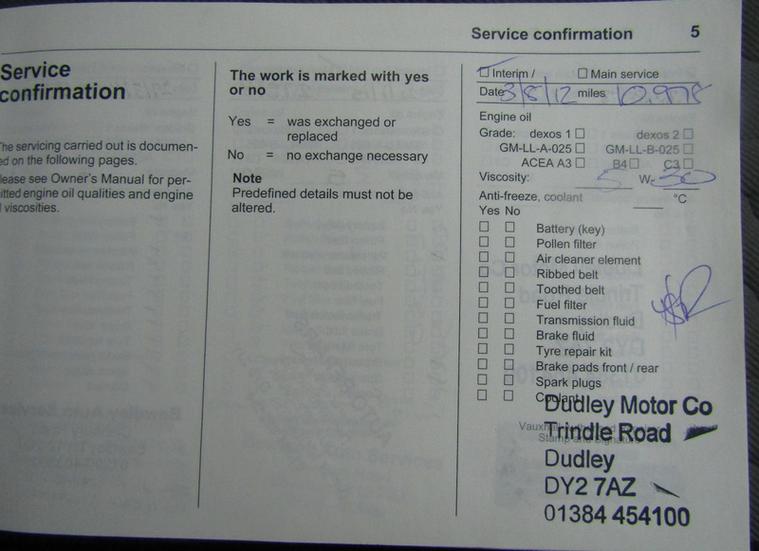 Service confirmation 5
Service
confirmation
The servicing carried out is documen-
ed on the following pages.
lease see Owner's Manual for per-
itted engine oil qualities and engine
l viscosities.
The work is marked with yes
or no
Yes = was exchanged or
replaced
No = no exchange necessary
Note
Predefined details must not be
altered.
Interim / Main service
Date 3/8/12 miles 10,978
Engine oil
Grade: dexos 1 dexos 2
GM-LL-A-025 GM-LL-B-025
ACEA A3 B4 C3
Viscosity: 5 W- 30
Anti-freeze, coolant °C
Yes No
Battery (key)
Pollen filter
Air cleaner element
Ribbed belt
Toothed belt
Fuel filter
Transmission fluid
Brake fluid
Tyre repair kit
Brake pads front / rear
Spark plugs
Coolant
Dudley Motor Co
Stamp and Signature
Trindle Road
Dudley
DY2 7AZ
01384 454100